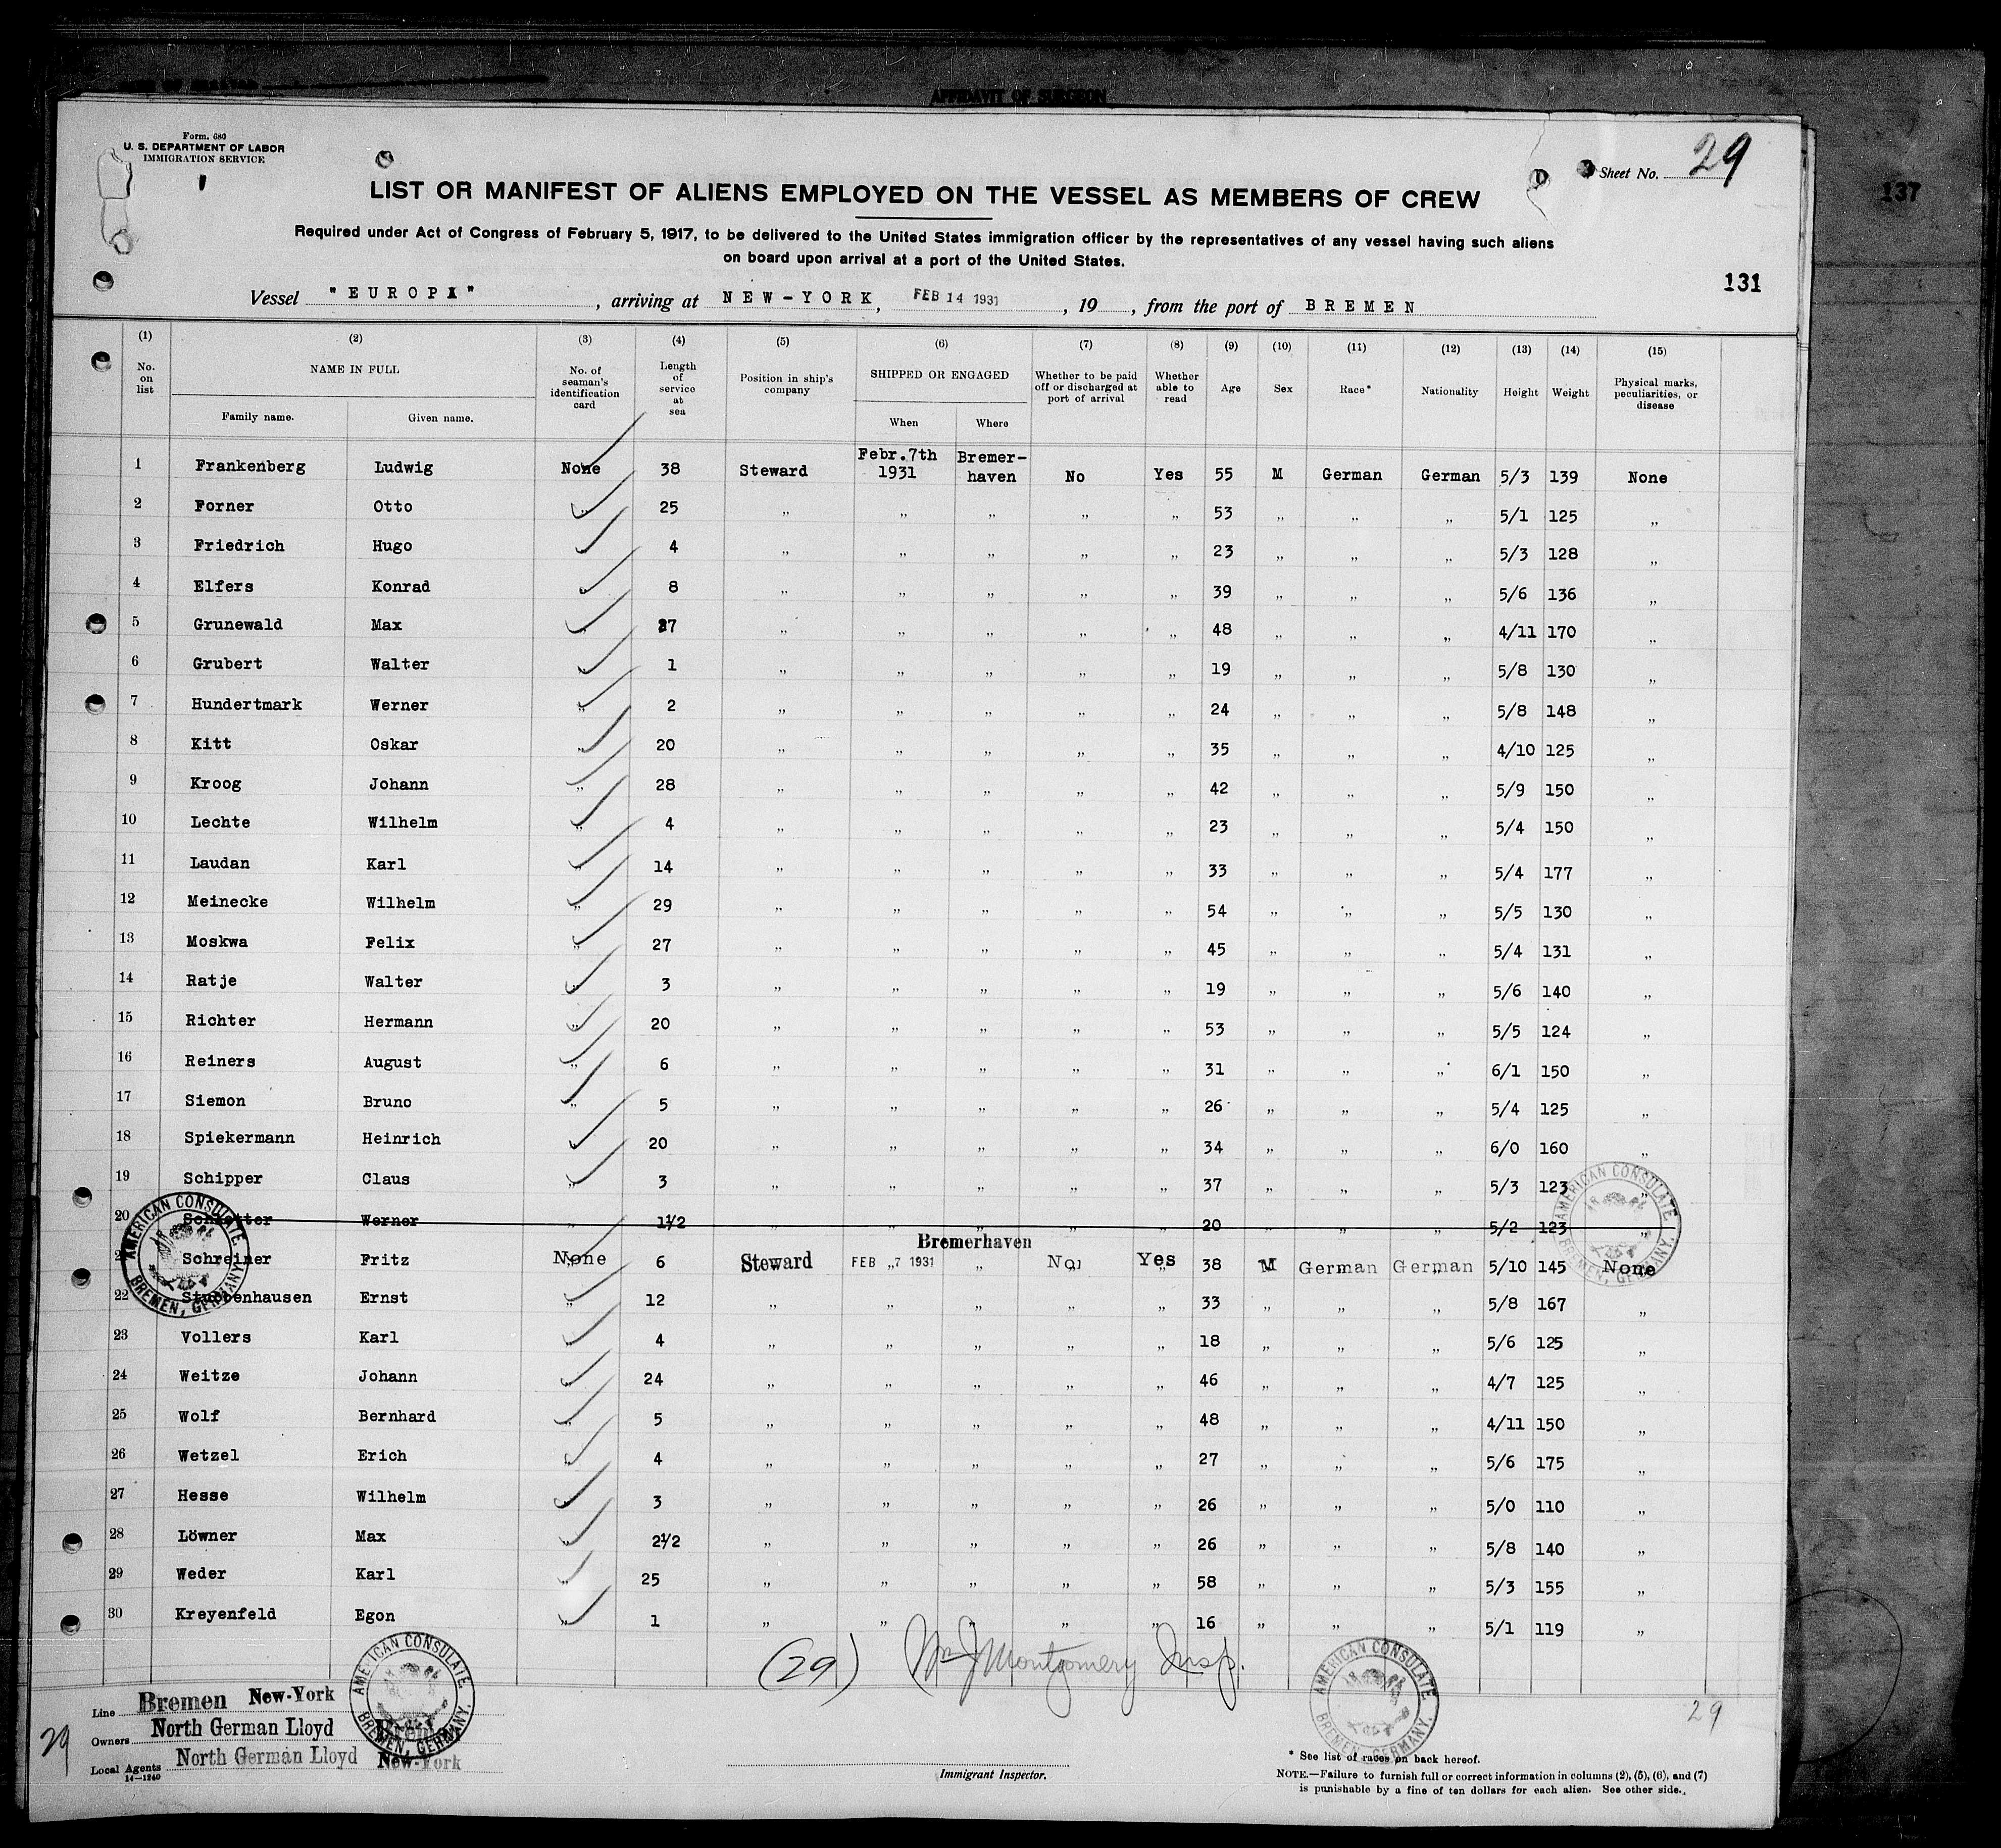 AFFIDAVIT OF SURGEON
Form. 680
U. S. DEPARTMENT OF LABOR
IMMIGRATION SERVICE
Sheet No. 29
137
LIST OR MANIFEST OF ALIENS EMPLOYED ON THE VESSEL AS MEMBERS OF CREW
Required under Act of Congress of February 5, 1917, to be delivered to the United States immigration officer by the representatives of any vessel having such aliens
on board upon arrival at a port of the United States.
131
Vessel "EUROPA", arriving at NEW-YORK, FEB 14 1931, 19 , from the port of BREMEN
(1) (2) (3) (4) (5) (6) (7) (8) (9) (10) (11) (12) (13) (14) (15)
No. on list NAME IN FULL Family name. Given name. No. of seaman's identification card Length of service at sea Position in ship's company SHIPPED OR ENGAGED When Where Whether to be paid off or discharged at port of arrival Whether able to read Age Sex Race* Nationality Height Weight Physical marks, peculiarities, or disease
1 Frankenberg Ludwig None 38 Steward Febr.7th 1931 Bremer-haven No Yes 55 M German German 5/3 139 None
2 Forner Otto „ 25 „ „ „ „ „ 53 „ „ „ 5/1 125 „
3 Friedrich Hugo „ 4 „ „ „ „ „ 23 „ „ „ 5/3 128 „
4 Elfers Konrad „ 8 „ „ „ „ „ 39 „ „ „ 5/6 136 „
5 Grunewald Max „ 27 „ „ „ „ „ 48 „ „ „ 4/11 170 „
6 Grubert Walter „ 1 „ „ „ „ „ 19 „ „ „ 5/8 130 „
7 Hundertmark Werner „ 2 „ „ „ „ „ 24 „ „ „ 5/8 148 „
8 Kitt Oskar „ 20 „ „ „ „ „ 35 „ „ „ 4/10 125 „
9 Kroog Johann „ 28 „ „ „ „ „ 42 „ „ „ 5/9 150 „
10 Lechte Wilhelm „ 4 „ „ „ „ „ 23 „ „ „ 5/4 150 „
11 Laudan Karl „ 14 „ „ „ „ „ 33 „ „ „ 5/4 177 „
12 Meinecke Wilhelm „ 29 „ „ „ „ „ 54 „ „ „ 5/5 130 „
13 Moskwa Felix „ 27 „ „ „ „ „ 45 „ „ „ 5/4 131 „
14 Ratje Walter „ 3 „ „ „ „ „ 19 „ „ „ 5/6 140 „
15 Richter Hermann „ 20 „ „ „ „ „ 53 „ „ „ 5/5 124 „
16 Reiners August „ 6 „ „ „ „ „ 31 „ „ „ 6/1 150 „
17 Siemon Bruno „ 5 „ „ „ „ „ 26 „ „ „ 5/4 125 „
18 Spiekermann Heinrich „ 20 „ „ „ „ „ 34 „ „ „ 6/0 160 „
19 Schipper Claus „ 3 „ „ „ „ „ 37 „ „ „ 5/3 123 „
20 Werner „ 1½ „ „ „ „ „ 20 „ „ „ 5/2 123 „
Schreiner Fritz None 6 Steward FEB 7 1931 Bremerhaven No Yes 38 M German German 5/10 145 None
22 Stubbenhausen Ernst „ 12 „ „ „ „ „ 33 „ „ „ 5/8 167 „
23 Vollers Karl „ 4 „ „ „ „ „ 18 „ „ „ 5/6 125 „
24 Weitze Johann „ 24 „ „ „ „ „ 46 „ „ „ 4/7 125 „
25 Wolf Bernhard „ 5 „ „ „ „ „ 48 „ „ „ 4/11 150 „
26 Wetzel Erich „ 4 „ „ „ „ „ 27 „ „ „ 5/6 175 „
27 Hesse Wilhelm „ 3 „ „ „ „ „ 26 „ „ „ 5/0 110 „
28 Löwner Max „ 2½ „ „ „ „ „ 26 „ „ „ 5/8 140 „
29 Weder Karl „ 25 „ „ „ „ „ 58 „ „ „ 5/3 155 „
30 Kreyenfeld Egon „ 1 „ „ „ „ „ 16 „ „ „ 5/1 119 „
AMERICAN CONSULATE. BREMEN, GERMANY.
AMERICAN CONSULATE. BREMEN, GERMANY.
AMERICAN CONSULATE. BREMEN, GERMANY.
AMERICAN CONSULATE. BREMEN, GERMANY.
(29) Wm J Montgomery Insp.
Line Bremen New-York
29
Owners North German Lloyd Bremen
Local Agents North German Lloyd New-York
14-1240
Immigrant Inspector.
29
* See list of races on back hereof.
NOTE.—Failure to furnish full or correct information in columns (2), (5), (6), and (7)
is punishable by a fine of ten dollars for each alien. See other side.